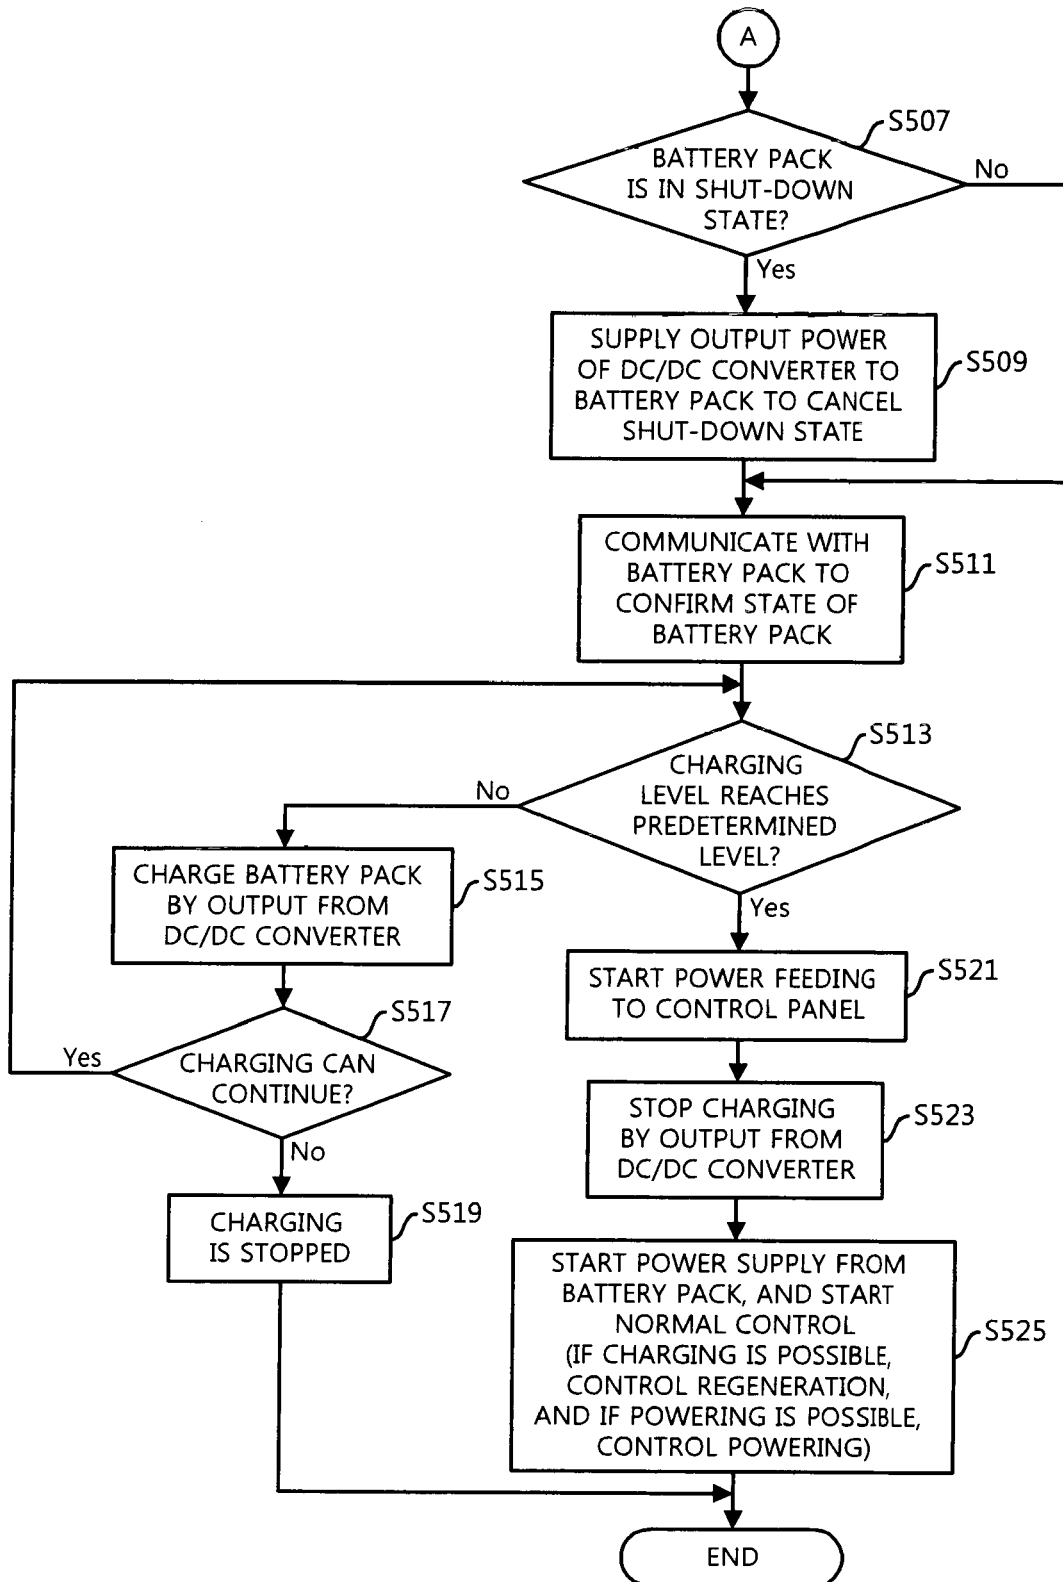 A
S507
BATTERY PACK
IS IN SHUT-DOWN
STATE?
No
Yes
SUPPLY OUTPUT POWER
OF DC/DC CONVERTER TO
BATTERY PACK TO CANCEL
SHUT-DOWN STATE
S509
COMMUNICATE WITH
BATTERY PACK TO
CONFIRM STATE OF
BATTERY PACK
S511
S513
CHARGING
LEVEL REACHES
PREDETERMINED
LEVEL?
No
Yes
CHARGE BATTERY PACK
BY OUTPUT FROM
DC/DC CONVERTER
S515
S517
CHARGING CAN
CONTINUE?
Yes
No
CHARGING
IS STOPPED
S519
START POWER FEEDING
TO CONTROL PANEL
S521
STOP CHARGING
BY OUTPUT FROM
DC/DC CONVERTER
S523
START POWER SUPPLY FROM
BATTERY PACK, AND START
NORMAL CONTROL
(IF CHARGING IS POSSIBLE,
CONTROL REGENERATION,
AND IF POWERING IS POSSIBLE,
CONTROL POWERING)
S525
END